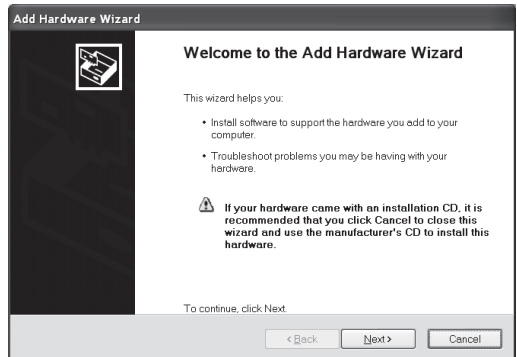 Add Hardware Wizard
Welcome to the Add Hardware Wizard
This wizard helps you:
• Install software to support the hardware you add to your
computer.
• Troubleshoot problems you may be having with your
hardware.
If your hardware came with an installation CD, it is
recommended that you click Cancel to close this
wizard and use the manufacturer's CD to install this
hardware.
To continue, click Next.
< Back Next > Cancel